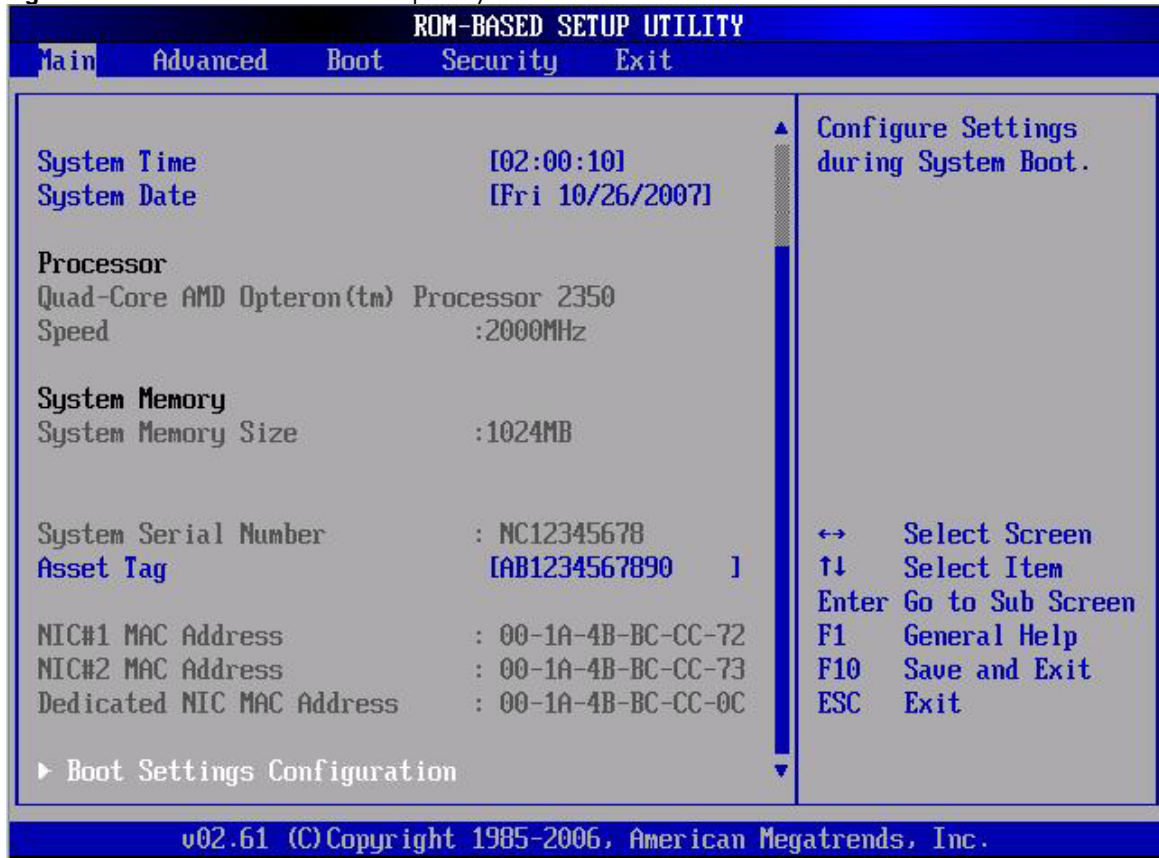 ROM-BASED SETUP UTILITY
Main Advanced Boot Security Exit
System Time [02:00:10]
System Date [Fri 10/26/2007]
Processor
Quad-Core AMD Opteron(tm) Processor 2350
Speed :2000MHz
System Memory
System Memory Size :1024MB
System Serial Number : NC12345678
Asset Tag [AB1234567890 ]
NIC#1 MAC Address : 00-1A-4B-BC-CC-72
NIC#2 MAC Address : 00-1A-4B-BC-CC-73
Dedicated NIC MAC Address : 00-1A-4B-BC-CC-0C
▶ Boot Settings Configuration
Configure Settings
during System Boot.
↔ Select Screen
↑↓ Select Item
Enter Go to Sub Screen
F1 General Help
F10 Save and Exit
ESC Exit
v02.61 (C)Copyright 1985-2006, American Megatrends, Inc.